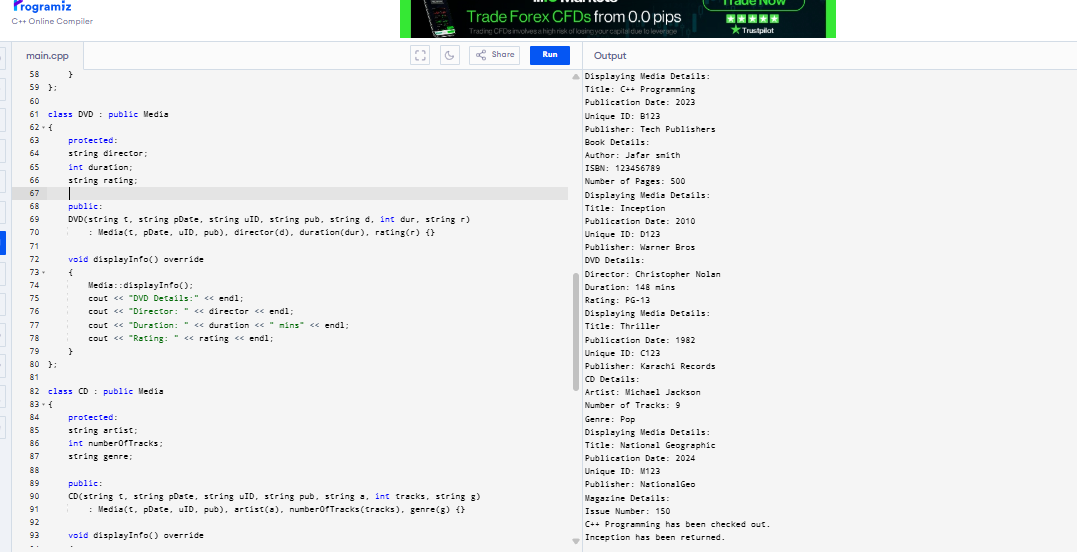 Programiz
C++ Online Compiler
Markets
Trade Forex CFDs from 0.0 pips
Trading CFDs involves a high risk of losing your capital due to leverage
Trade Now
Trustpilot
main.cpp
Share
Run
Output
58 }
59 };
60
61 class DVD : public Media
62 {
63 protected:
64 string director;
65 int duration;
66 string rating;
67
68 public:
69 DVD(string t, string pDate, string uID, string pub, string d, int dur, string r)
70 : Media(t, pDate, uID, pub), director(d), duration(dur), rating(r) {}
71
72 void displayInfo() override
73 {
74 Media::displayInfo();
75 cout << "DVD Details:" << endl;
76 cout << "Director: " << director << endl;
77 cout << "Duration: " << duration << " mins" << endl;
78 cout << "Rating: " << rating << endl;
79 }
80 };
81
82 class CD : public Media
83 {
84 protected:
85 string artist;
86 int numberOfTracks;
87 string genre;
88
89 public:
90 CD(string t, string pDate, string uID, string pub, string a, int tracks, string g)
91 : Media(t, pDate, uID, pub), artist(a), numberOfTracks(tracks), genre(g) {}
92
93 void displayInfo() override
Displaying Media Details:
Title: C++ Programming
Publication Date: 2023
Unique ID: B123
Publisher: Tech Publishers
Book Details:
Author: Jafar smith
ISBN: 123456789
Number of Pages: 500
Displaying Media Details:
Title: Inception
Publication Date: 2010
Unique ID: D123
Publisher: Warner Bros
DVD Details:
Director: Christopher Nolan
Duration: 148 mins
Rating: PG-13
Displaying Media Details:
Title: Thriller
Publication Date: 1982
Unique ID: C123
Publisher: Karachi Records
CD Details:
Artist: Michael Jackson
Number of Tracks: 9
Genre: Pop
Displaying Media Details:
Title: National Geographic
Publication Date: 2024
Unique ID: M123
Publisher: NationalGeo
Magazine Details:
Issue Number: 150
C++ Programming has been checked out.
Inception has been returned.